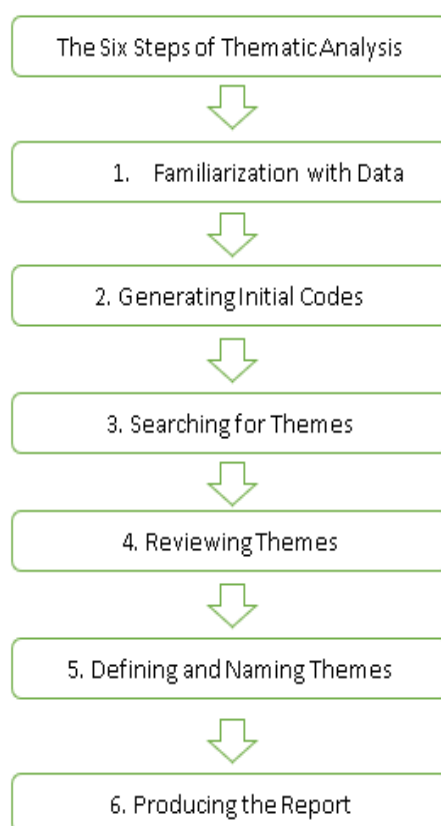 The Six Steps of Thematic Analysis
1. Familiarization with Data
2. Generating Initial Codes
3. Searching for Themes
4. Reviewing Themes
5. Defining and Naming Themes
6. Producing the Report